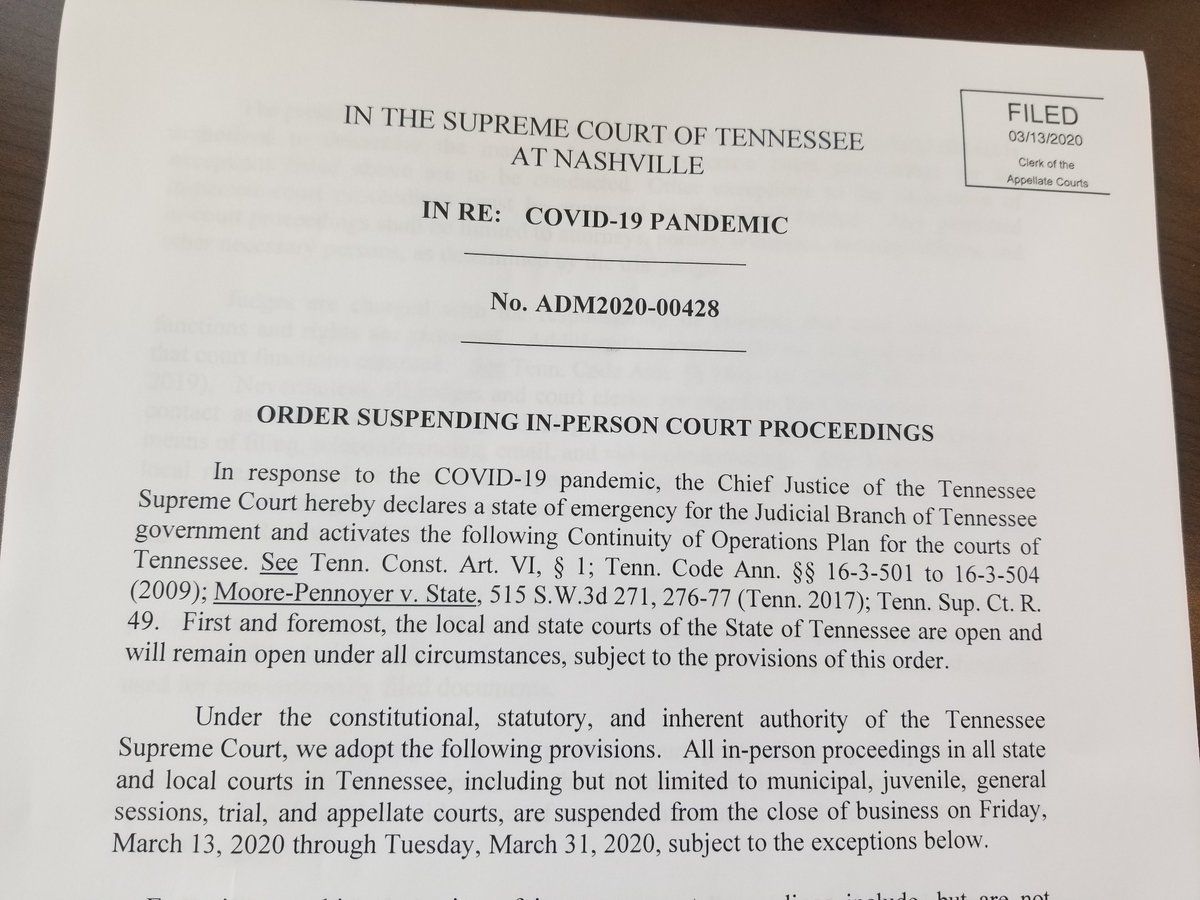 FILED
03/13/2020
Clerk of the
Appellate Courts
IN THE SUPREME COURT OF TENNESSEE
AT NASHVILLE
IN RE: COVID-19 PANDEMIC
No. ADM2020-00428
ORDER SUSPENDING IN-PERSON COURT PROCEEDINGS
In response to the COVID-19 pandemic, the Chief Justice of the Tennessee
Supreme Court hereby declares a state of emergency for the Judicial Branch of Tennessee
government and activates the following Continuity of Operations Plan for the courts of
Tennessee. See Tenn. Const. Art. VI, § 1; Tenn. Code Ann. §§ 16-3-501 to 16-3-504
(2009); Moore-Pennoyer v. State, 515 S.W.3d 271, 276-77 (Tenn. 2017); Tenn. Sup. Ct. R.
49. First and foremost, the local and state courts of the State of Tennessee are open and
will remain open under all circumstances, subject to the provisions of this order.
Under the constitutional, statutory, and inherent authority of the Tennessee
Supreme Court, we adopt the following provisions. All in-person proceedings in all state
and local courts in Tennessee, including but not limited to municipal, juvenile, general
sessions, trial, and appellate courts, are suspended from the close of business on Friday,
March 13, 2020 through Tuesday, March 31, 2020, subject to the exceptions below.
include, but are not